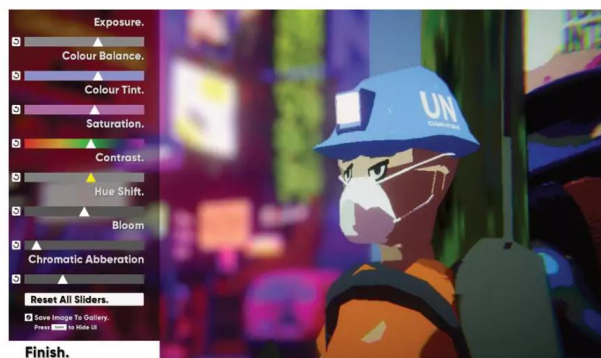 Exposure.
Colour Balance.
Colour Tint.
Saturation.
Contrast.
Hue Shift.
Bloom
Chromatic Abberation
Reset All Sliders.
Save Image To Gallery.
Press to Hide UI
Finish.
UN